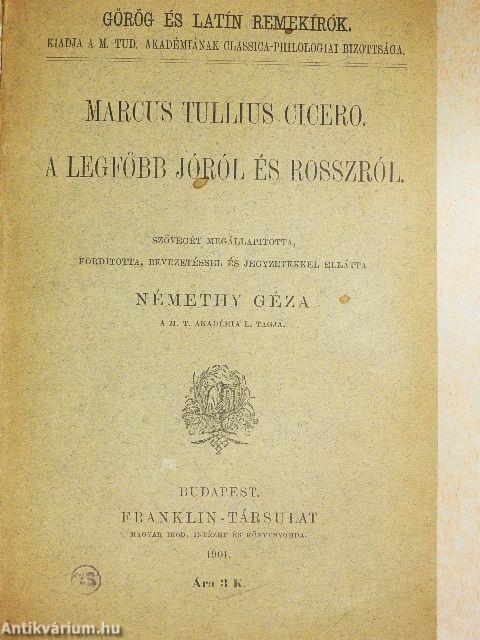 GÖRÖG ÉS LATÍN REMEKÍRÓK.
KIADJA A M. TUD. AKADÉMIÁNAK CLASSICA-PHILOLOGIAI BIZOTTSÁGA.
MARCUS TULLIUS CICERO.
A LEGFŐBB JÓRÓL ÉS ROSSZRÓL.
SZÖVEGÉT MEGÁLLAPITOTTA,
FORDITOTTA, BEVEZETÉSSEL ÉS JEGYZETEKKEL ELLÁTTA
NÉMETHY GÉZA
A M. T. AKADÉMIA L. TAGJA.
BUDAPEST.
FRANKLIN-TÁRSULAT
MAGYAR IROD. INTÉZET ÉS KÖNYVNYOMDA.
1901.
Ára 3 K.
Antikvárium.hu